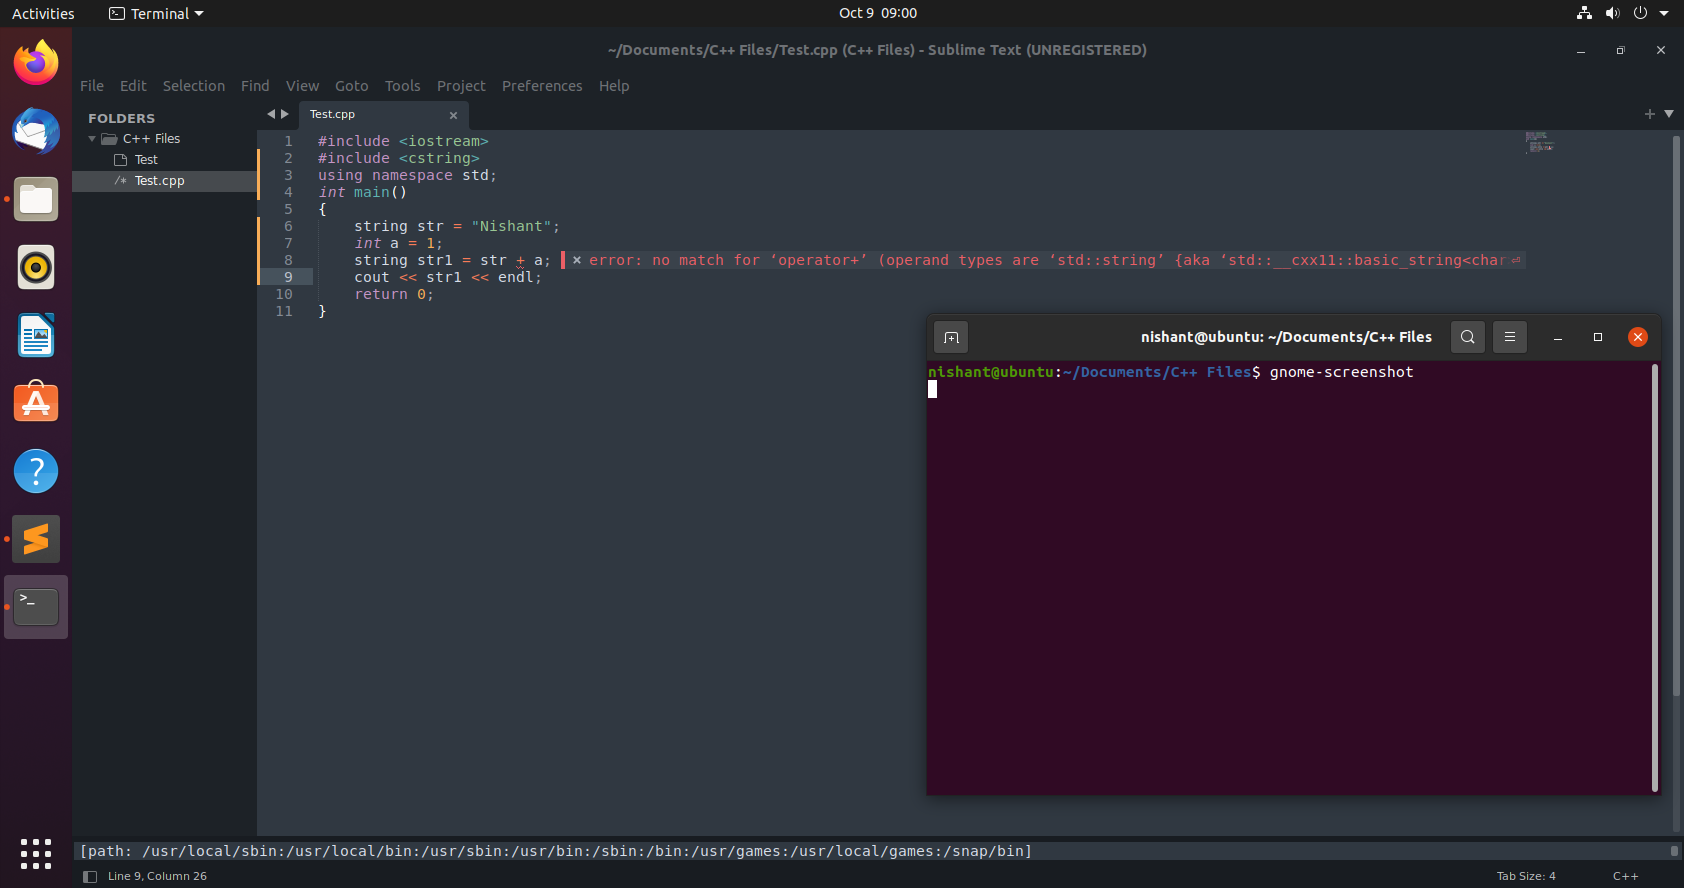 Activities Terminal Oct 9 09:00
~/Documents/C++ Files/Test.cpp (C++ Files) - Sublime Text (UNREGISTERED)
File Edit Selection Find View Goto Tools Project Preferences Help
FOLDERS
C++ Files
Test
/* Test.cpp
Test.cpp ×
1 #include <iostream>
2 #include <cstring>
3 using namespace std;
4 int main()
5 {
6 string str = "Nishant";
7 int a = 1;
8 string str1 = str + a; × error: no match for ‘operator+’ (operand types are ‘std::string’ {aka ‘std::__cxx11::basic_string<char
9 cout << str1 << endl;
10 return 0;
11 }
nishant@ubuntu: ~/Documents/C++ Files
nishant@ubuntu:~/Documents/C++ Files$ gnome-screenshot
[path: /usr/local/sbin:/usr/local/bin:/usr/sbin:/usr/bin:/sbin:/bin:/usr/games:/usr/local/games:/snap/bin]
Line 9, Column 26 Tab Size: 4 C++